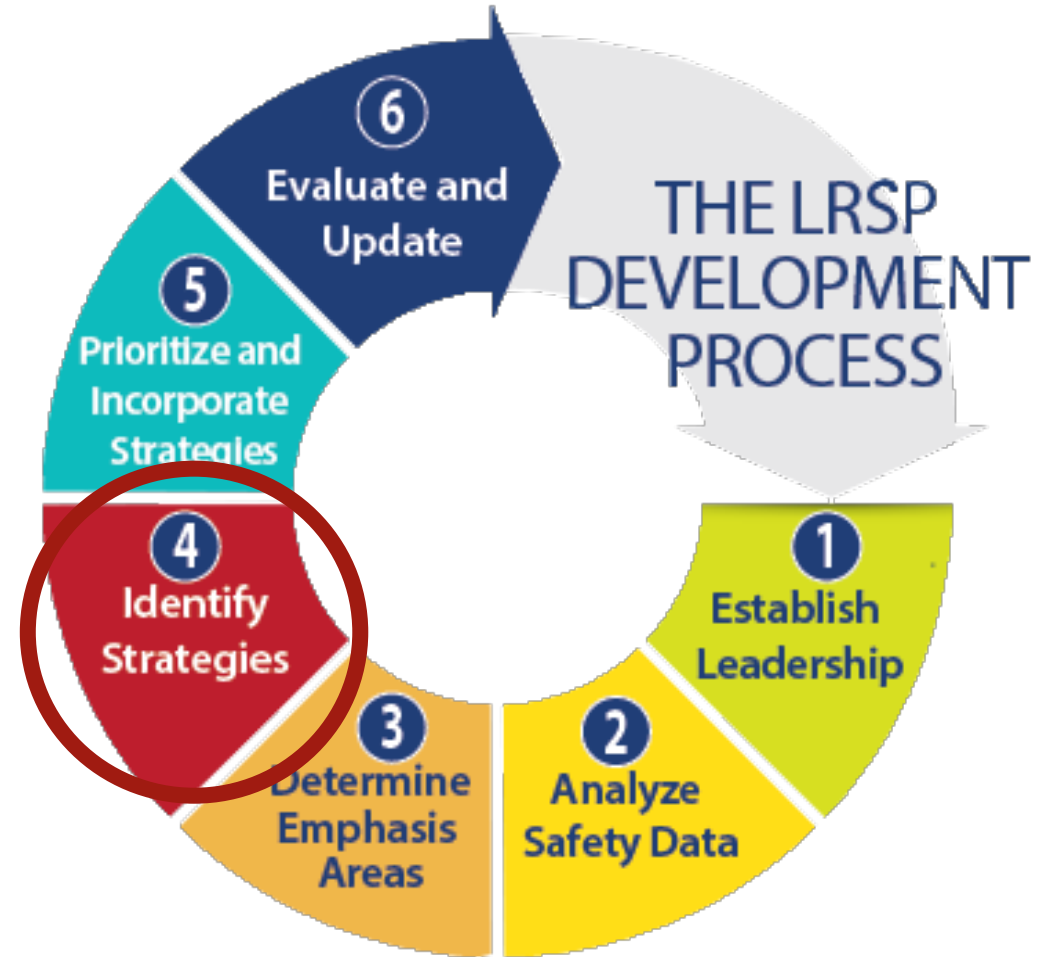 THE LRSP
DEVELOPMENT
PROCESS
1
Establish
Leadership
2
Analyze
Safety Data
3
Determine
Emphasis
Areas
4
Identify
Strategies
5
Prioritize and
Incorporate
Strategies
6
Evaluate and
Update